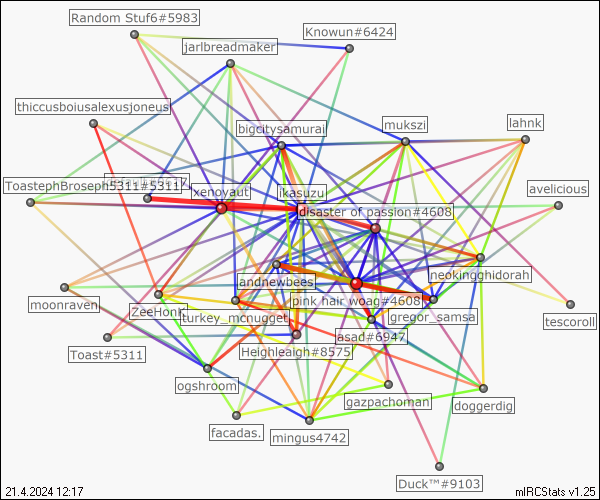 Random Stuf6#5983
Knowun#6424
jarlbreadmaker
thiccusboiusalexusjoneus
bigcitysamurai
mukszi
lahnk
ToastephBroseph5311#5311
xenoyaut
ikasuzu
avelicious
disaster of passion#4608
neokingghidorah
andnewbees
moonraven
ZeeHonk
pink hair woag#4608
tescoroll
turkey_mcnugget
gregor_samsa
asad#6947
Toast#5311
Heighleaigh#8575
ogshroom
gazpachoman
doggerdig
facadas.
mingus4742
Duck™#9103
21.4.2024 12:17
mIRCStats v1.25